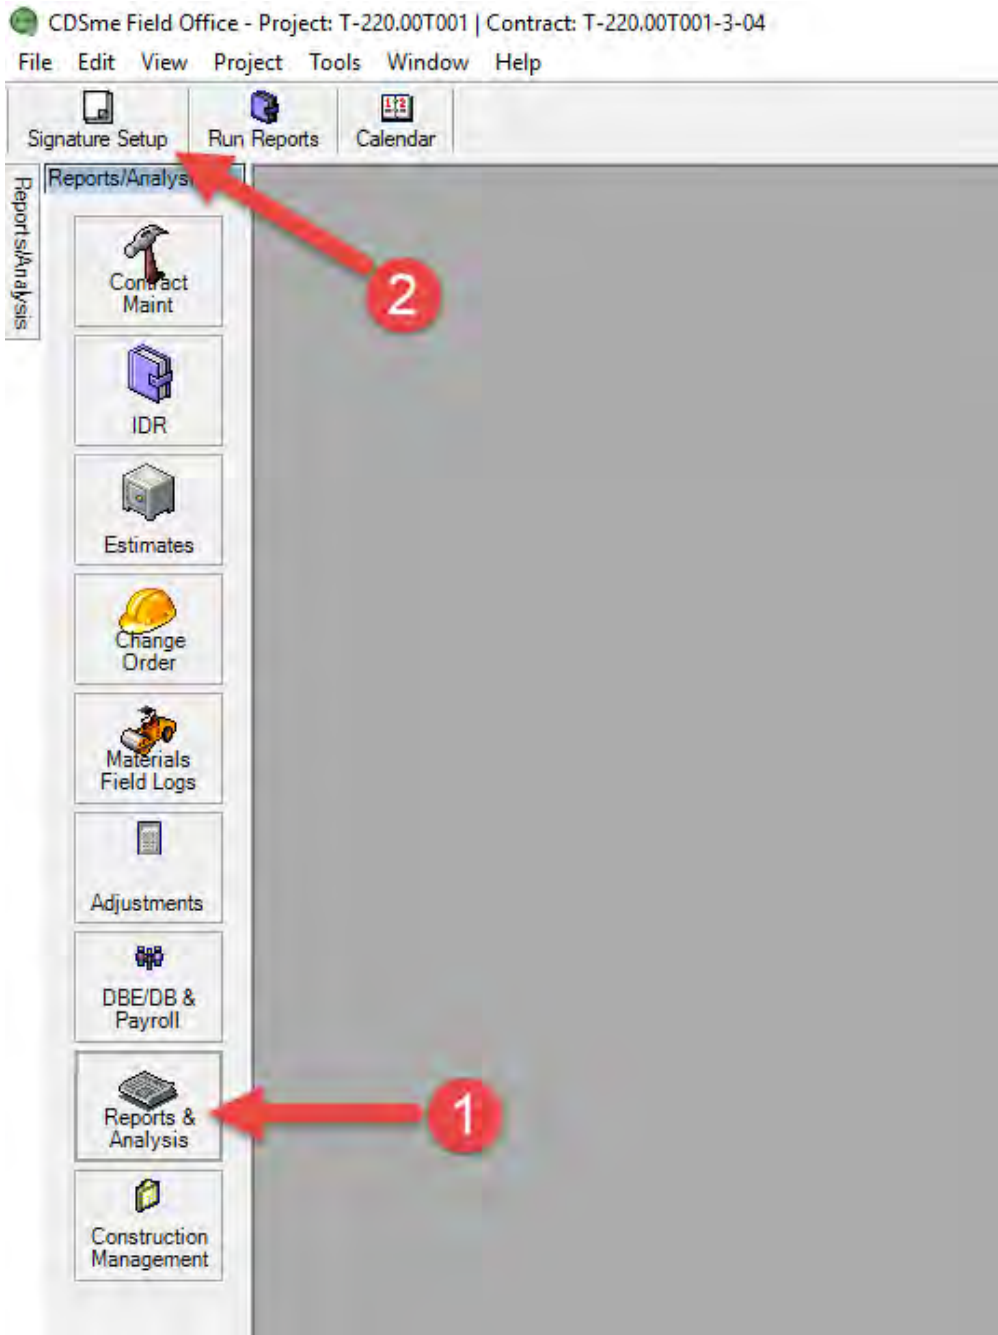 CDSme Field Office - Project: T-220.00T001 | Contract: T-220.00T001-3-04
File Edit View Project Tools Window Help
Signature Setup Run Reports Calendar
Reports/Analysis
Reports/Analysi
2
Contract
Maint
IDR
Estimates
Change
Order
Materials
Field Logs
Adjustments
DBE/DB &
Payroll
Reports &
Analysis
1
Construction
Management